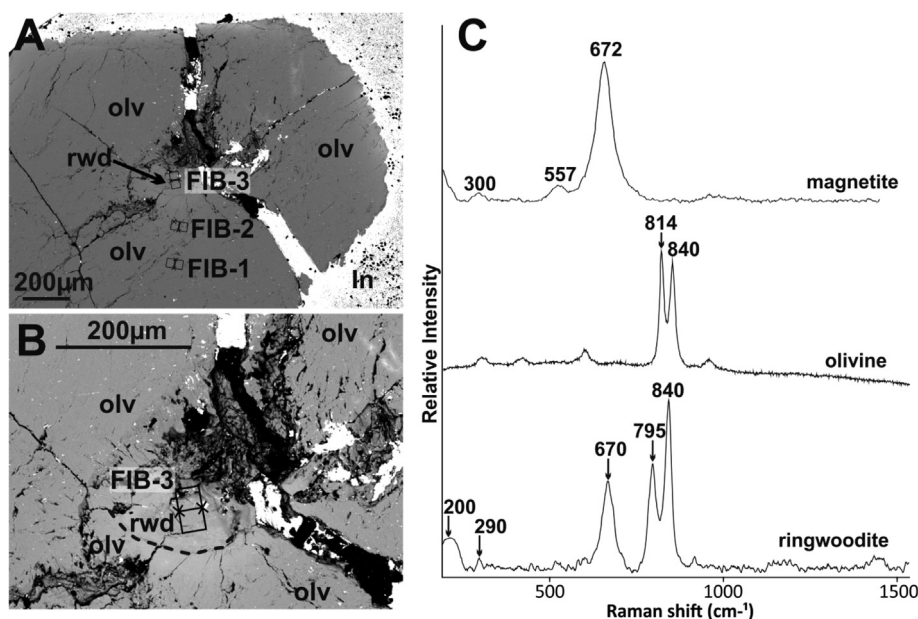 A
olv
olv
rwd
FIB-3
FIB-2
olv
FIB-1
In
200µm
B
200µm
olv
olv
FIB-3
rwd
olv
olv
C
672
557
300
magnetite
814
840
olivine
840
795
670
200
290
ringwoodite
Relative Intensity
500
1000
1500
Raman shift (cm-¹)